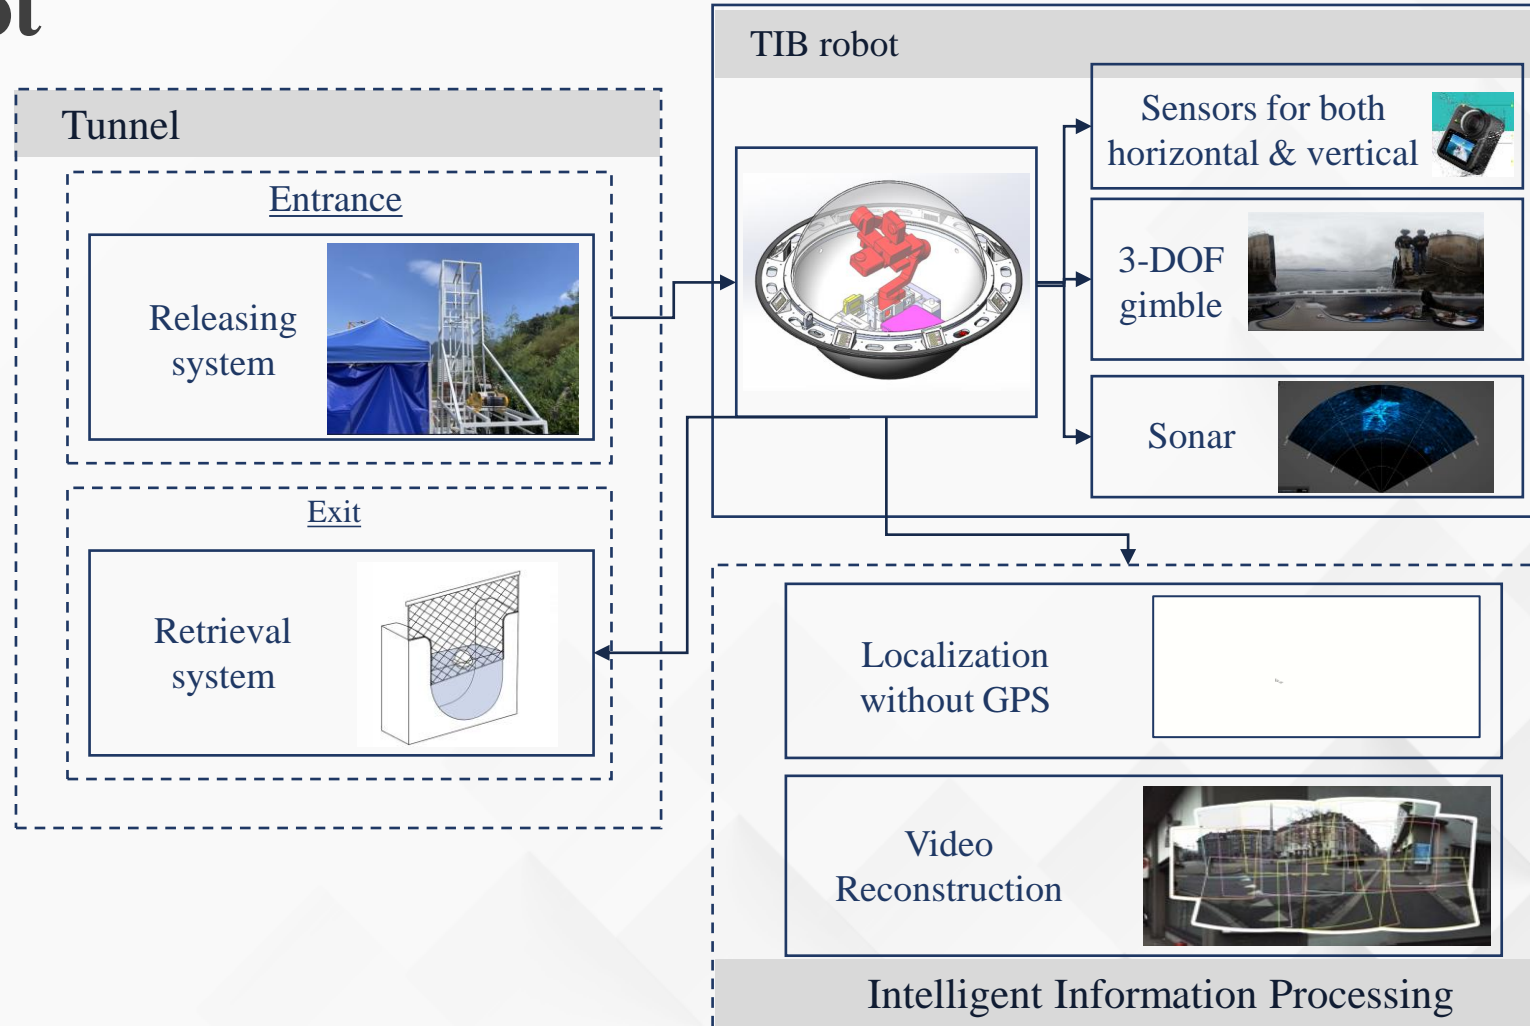 TIB robot
Tunnel
Entrance
Releasing
system
Exit
Retrieval
system
Sensors for both
horizontal & vertical
3-DOF
gimble
Sonar
Localization
without GPS
Video
Reconstruction
Intelligent Information Processing